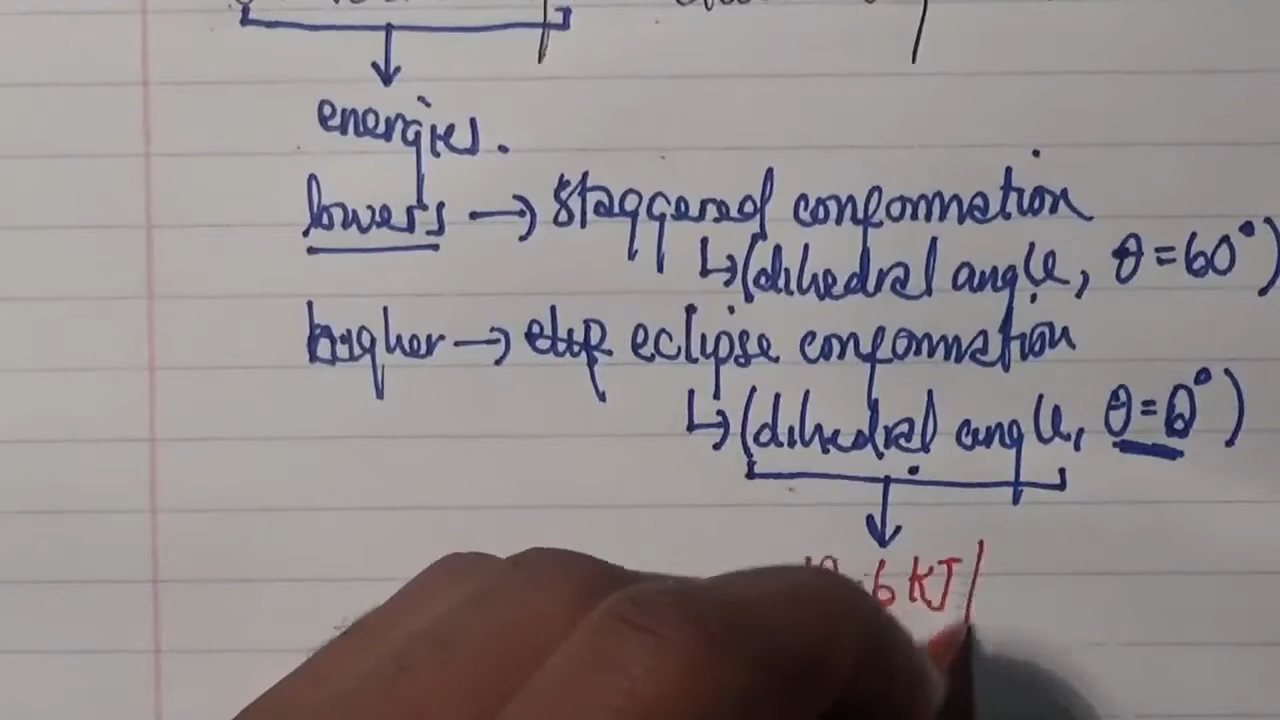 energies.
lowers → staggered conformation
↳ (dihedral angle, θ = 60°)
higher → eclipse conformation
↳ (dihedral angle, θ = 0°)
KJ/